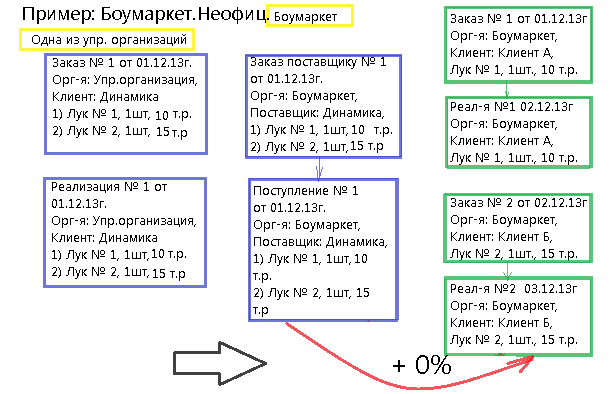 Пример: Боумаркет.Неофиц.
Боумаркет
Одна из упр. организаций
Заказ № 1 от 01.12.13г.
Орг-я: Упр.организация,
Клиент: Динамика
1) Лук № 1, 1шт, 10 т.р.
2) Лук № 2, 1шт, 15 т.р
Реализация № 1 от
01.12.13г.
Орг-я: Упр.организация,
Клиент: Динамика
1) Лук № 1, 1шт, 10 т.р.
2) Лук № 2, 1шт, 15 т.р
Заказ поставщику № 1
от 01.12.13г.
Орг-я: Боумаркет,
Поставщик: Динамика,
1) Лук № 1, 1шт, 10 т.р.
2) Лук № 2, 1шт, 15 т.р
Поступление № 1
от 01.12.13г.
Орг-я: Боумаркет,
Поставщик: Динамика,
1) Лук № 1, 1шт, 10
т.р.
2) Лук № 2, 1шт, 15
т.р
Заказ № 1 от 01.12.13г
Орг-я: Боумаркет,
Клиент: Клиент А,
Лук № 1, 1шт., 10 т.р.
Реал-я №1 02.12.13г
Орг-я: Боумаркет,
Клиент: Клиент А,
Лук № 1, 1шт., 10 т.р.
Заказ № 2 от 02.12.13г
Орг-я: Боумаркет,
Клиент: Клиент Б,
Лук № 2, 1шт., 15 т.р.
Реал-я №2 03.12.13г
Орг-я: Боумаркет,
Клиент: Клиент Б,
Лук № 2, 1шт., 15 т.р.
+ 0%